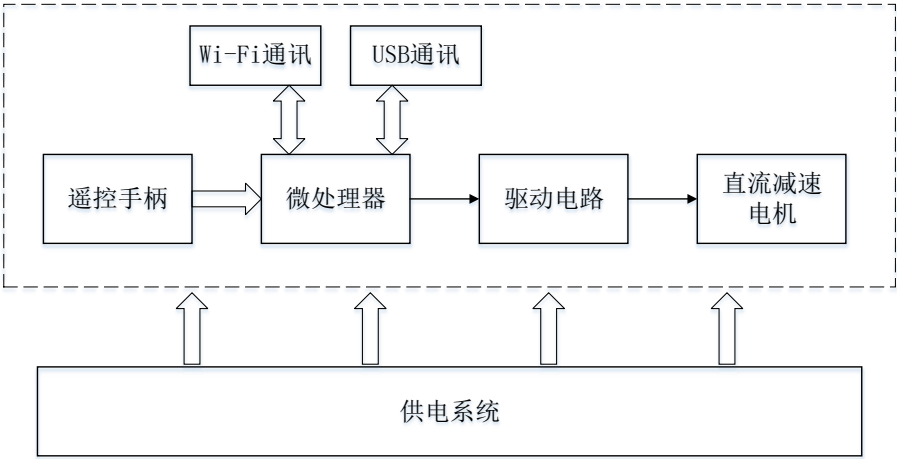 Wi-Fi通讯
USB通讯
遥控手柄
微处理器
驱动电路
直流减速
电机
供电系统